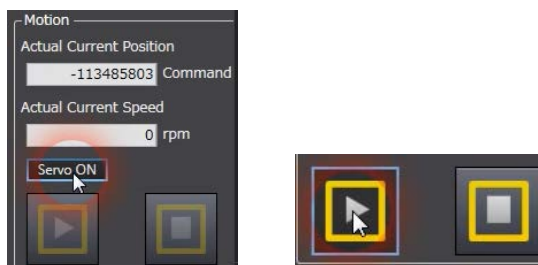 Motion
Actual Current Position
-113485803 Command
Actual Current Speed
0 rpm
Servo ON